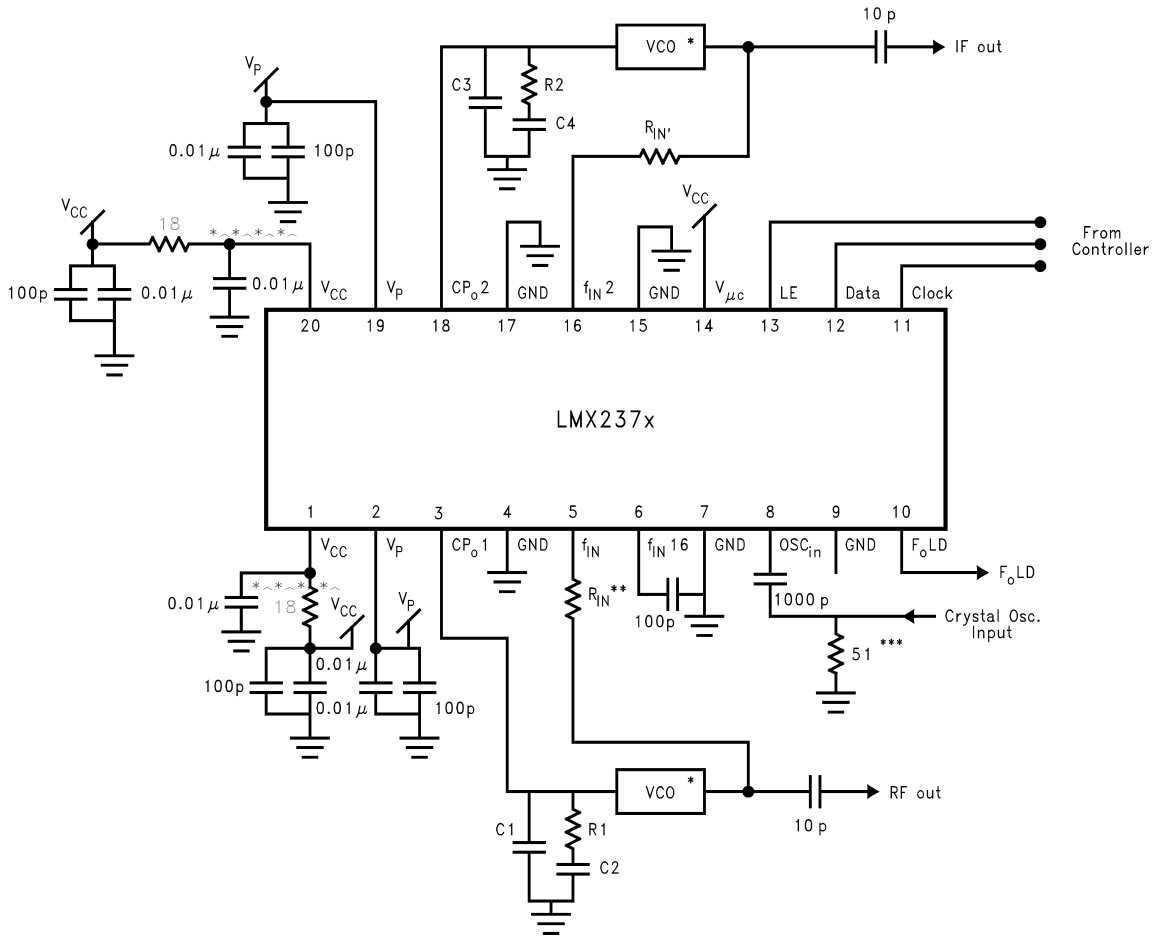 10 p
VCO *
IF out
V_P
C3
R2
C4
R_IN'
0.01 μ
100p
V_CC
18
*^*^*^*^
V_CC
From
Controller
100p
0.01 μ
0.01 μ
V_CC
V_P
CP_o 2
GND
f_IN 2
GND
V_μc
LE
Data
Clock
20
19
18
17
16
15
14
13
12
11
LMX237x
1
2
3
4
5
6
7
8
9
10
V_CC
V_P
CP_o 1
GND
f_IN
f_IN 16
GND
OSC_in
GND
F_o LD
F_o LD
*^*^*^*^
0.01 μ
18
V_CC
V_P
R_IN **
100p
1000 p
Crystal Osc.
Input
51 ***
0.01 μ
100p
0.01 μ
100p
VCO *
RF out
C1
R1
10 p
C2